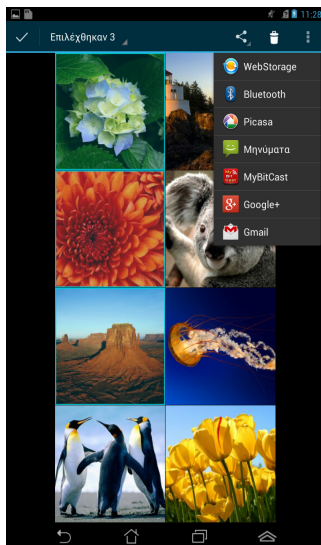 11:28
Επιλέχθηκαν 3
WebStorage
Bluetooth
Picasa
Μηνύματα
MyBitCast
Google+
Gmail